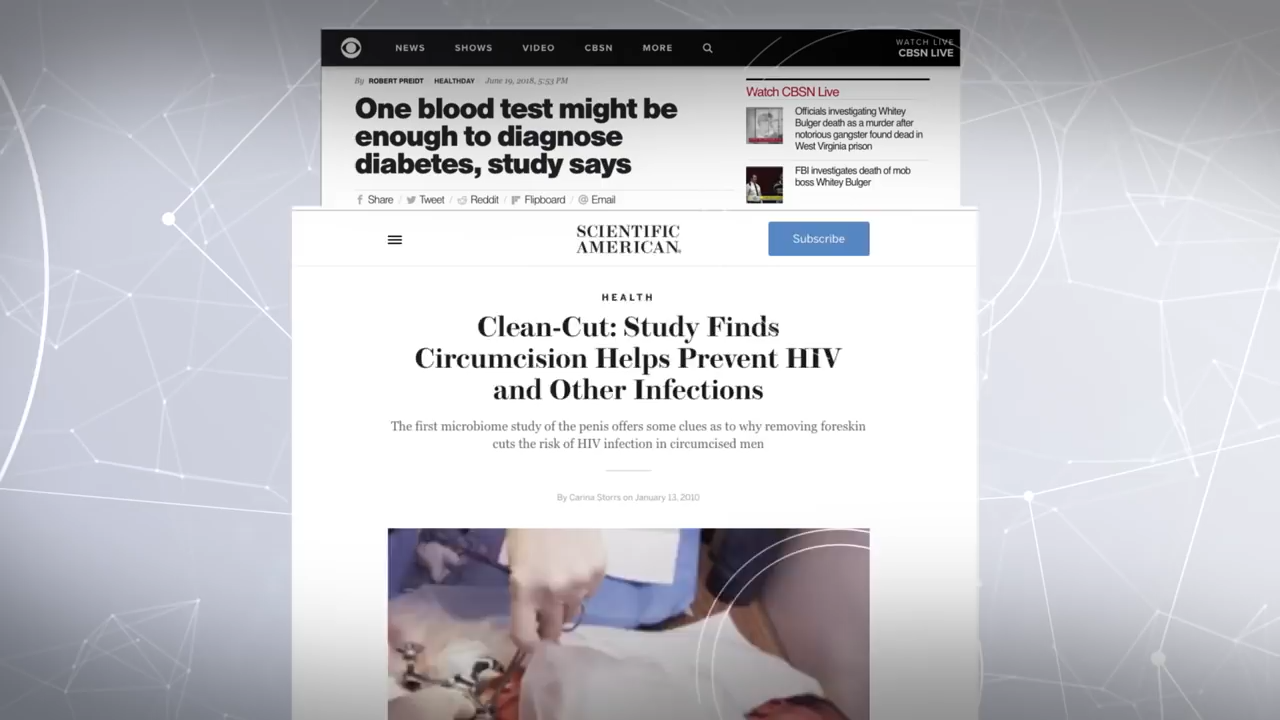 NEWS SHOWS VIDEO CBSN MORE
WATCH LIVE
CBSN LIVE
By ROBERT PREIDT HEALTHDAY June 19, 2018, 5:53 PM
One blood test might be
enough to diagnose
diabetes, study says
Share / Tweet / Reddit / Flipboard / @ Email
Watch CBSN Live
Officials investigating Whitey
Bulger death as a murder after
notorious gangster found dead in
West Virginia prison
FBI investigates death of mob
boss Whitey Bulger
SCIENTIFIC
AMERICAN®
Subscribe
HEALTH
Clean-Cut: Study Finds
Circumcision Helps Prevent HIV
and Other Infections
The first microbiome study of the penis offers some clues as to why removing foreskin
cuts the risk of HIV infection in circumcised men
By Carina Storrs on January 13, 2010